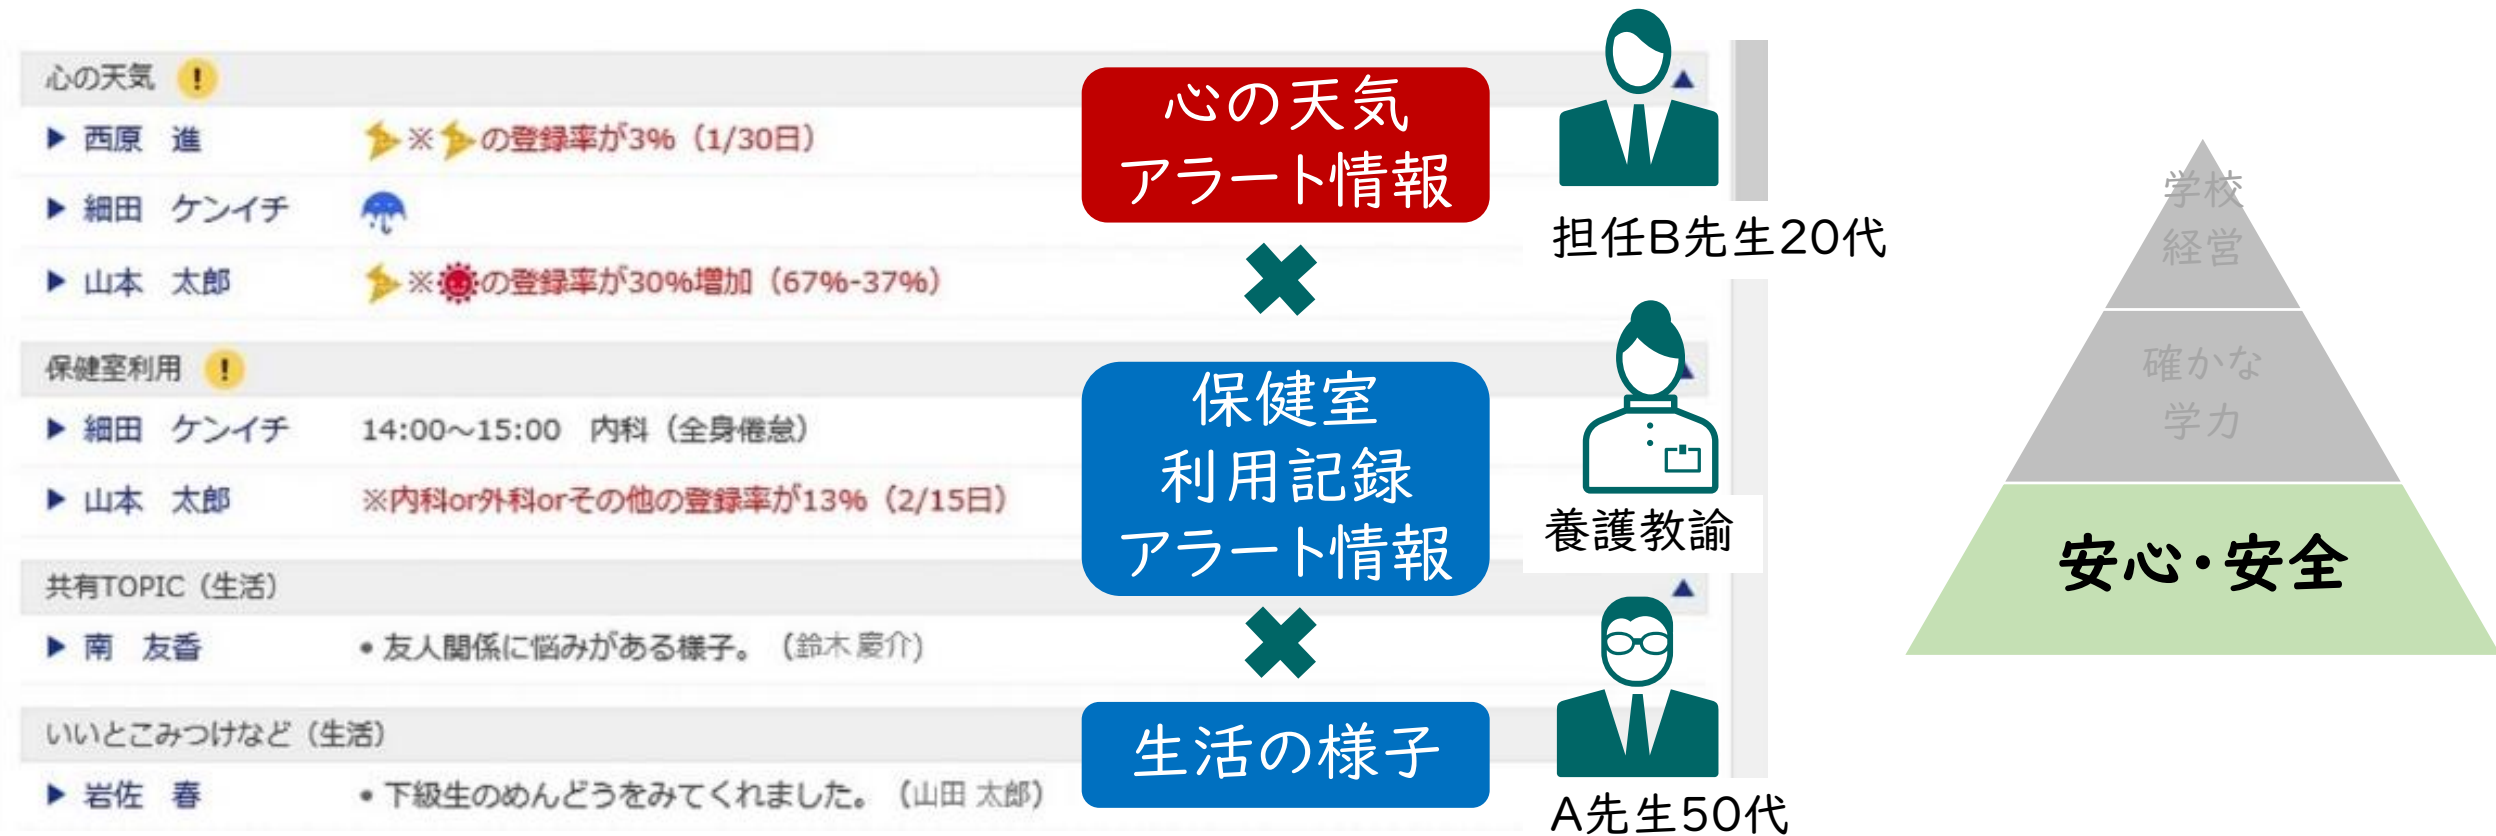 心の天気 !
▶ 西原 進 ※の登録率が3%（1/30日）
▶ 細田 ケンイチ
▶ 山本 太郎 ※の登録率が30%増加（67%-37%）
保健室利用 !
▶ 細田 ケンイチ 14:00～15:00 内科（全身倦怠）
▶ 山本 太郎 ※内科or外科orその他の登録率が13%（2/15日）
共有TOPIC（生活）
▶ 南 友香 • 友人関係に悩みがある様子。（鈴木 慶介）
いいとこみつけなど（生活）
▶ 岩佐 春 • 下級生のめんどうをみてくれました。（山田 太郎）
心の天気
アラート情報
保健室
利用記録
アラート情報
生活の様子
担任B先生20代
養護教諭
A先生50代
学校
経営
確かな
学力
安心・安全